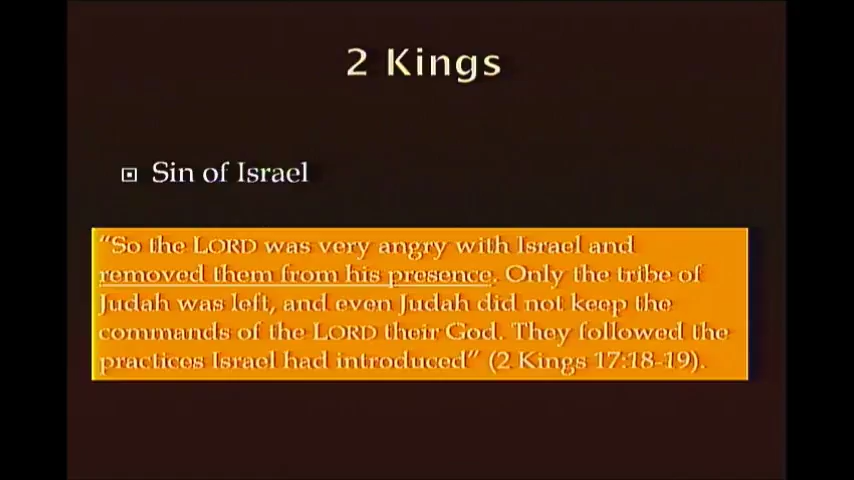 2 Kings
Sin of Israel
“So the LORD was very angry with Israel and
removed them from his presence. Only the tribe of
Judah was left, and even Judah did not keep the
commands of the LORD their God. They followed the
practices Israel had introduced” (2 Kings 17:18-19).